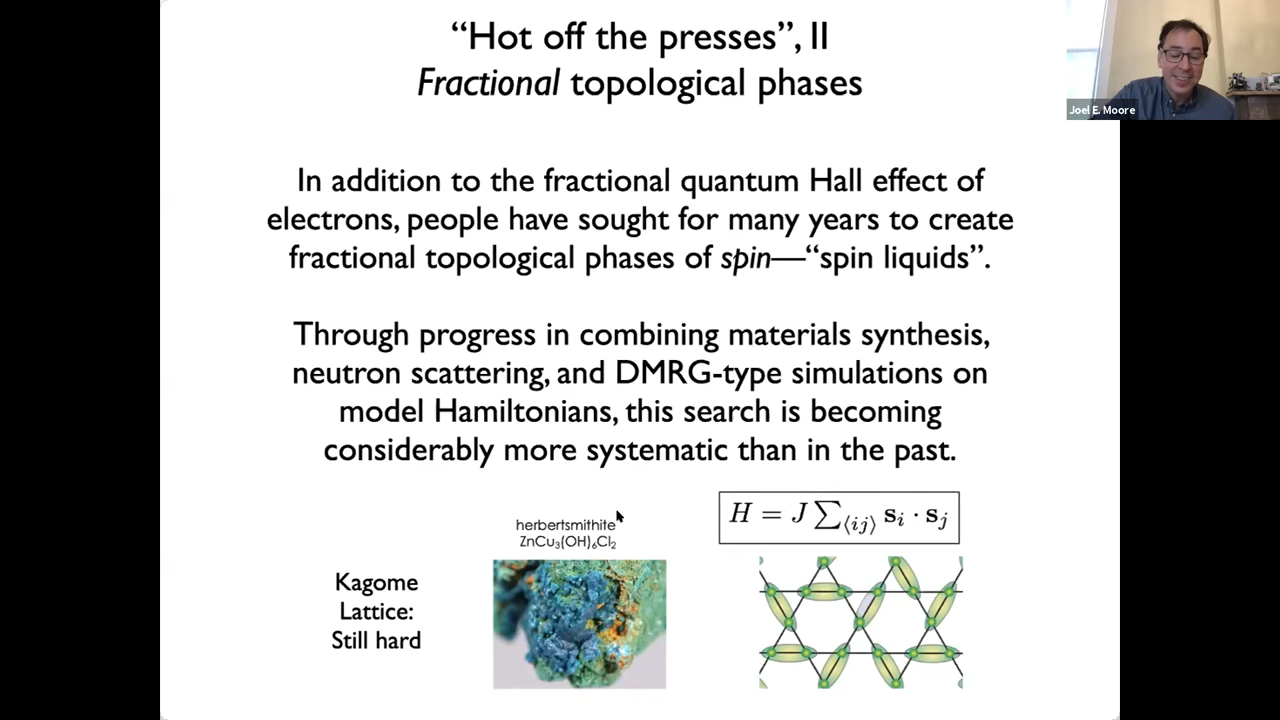 “Hot off the presses”, II
Fractional topological phases
Joel E. Moore
In addition to the fractional quantum Hall effect of
electrons, people have sought for many years to create
fractional topological phases of spin—“spin liquids”.
Through progress in combining materials synthesis,
neutron scattering, and DMRG-type simulations on
model Hamiltonians, this search is becoming
considerably more systematic than in the past.
herbertsmithite
ZnCu₃(OH)₆Cl₂
H = J ∑⟨ij⟩ sᵢ · sⱼ
Kagome
Lattice:
Still hard